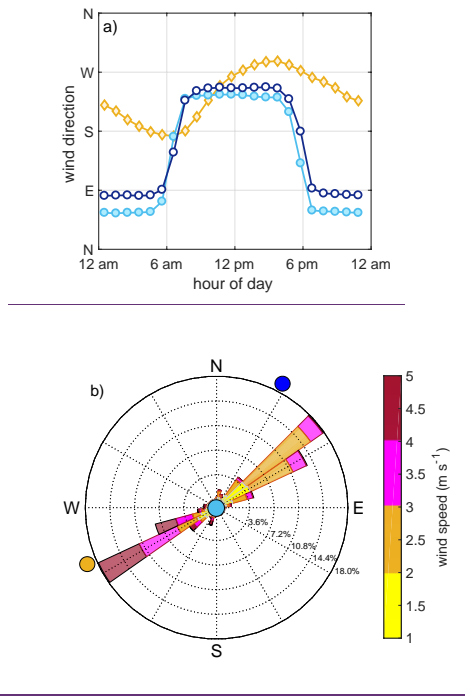 a)
N
W
S
E
N
wind direction
12 am 6 am 12 pm 6 pm 12 am
hour of day
b)
N
W
E
S
3.6%
7.2%
10.8%
14.4%
18.0%
5
4.5
4
3.5
3
2.5
2
1.5
1
wind speed (m s⁻¹)